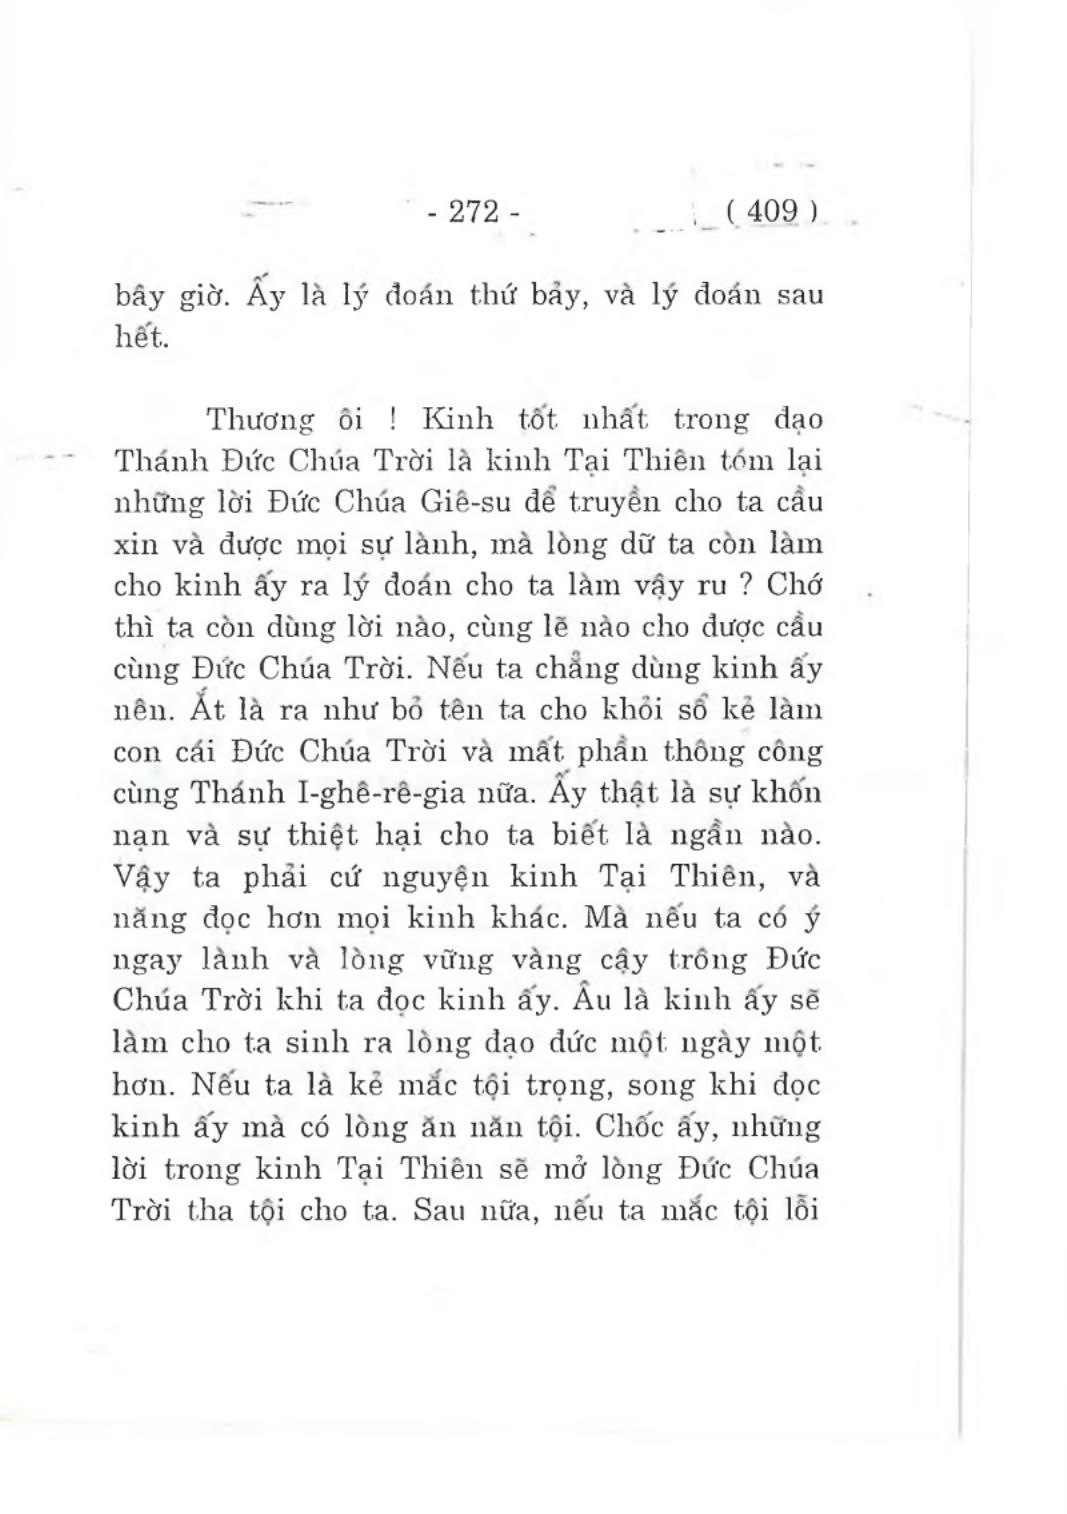 - 272 - ( 409 )
bây giờ. Ấy là lý đoán thứ bảy, và lý đoán sau
hết.
Thương ôi ! Kinh tốt nhất trong đạo
Thánh Đức Chúa Trời là kinh Tại Thiên tóm lại
những lời Đức Chúa Giê-su để truyền cho ta cầu
xin và được mọi sự lành, mà lòng dữ ta còn làm
cho kinh ấy ra lý đoán cho ta làm vậy ru ? Chớ
thì ta còn dùng lời nào, cùng lẽ nào cho được cầu
cùng Đức Chúa Trời. Nếu ta chẳng dùng kinh ấy
nên. Ắt là ra như bỏ tên ta cho khỏi sổ kẻ làm
con cái Đức Chúa Trời và mất phần thông công
cùng Thánh I-ghê-rê-gia nữa. Ấy thật là sự khốn
nạn và sự thiệt hại cho ta biết là ngần nào.
Vậy ta phải cứ nguyện kinh Tại Thiên, và
năng đọc hơn mọi kinh khác. Mà nếu ta có ý
ngay lành và lòng vững vàng cậy trông Đức
Chúa Trời khi ta đọc kinh ấy. Âu là kinh ấy sẽ
làm cho ta sinh ra lòng đạo đức một ngày một
hơn. Nếu ta là kẻ mắc tội trọng, song khi đọc
kinh ấy mà có lòng ăn năn tội. Chốc ấy, những
lời trong kinh Tại Thiên sẽ mở lòng Đức Chúa
Trời tha tội cho ta. Sau nữa, nếu ta mắc tội lỗi